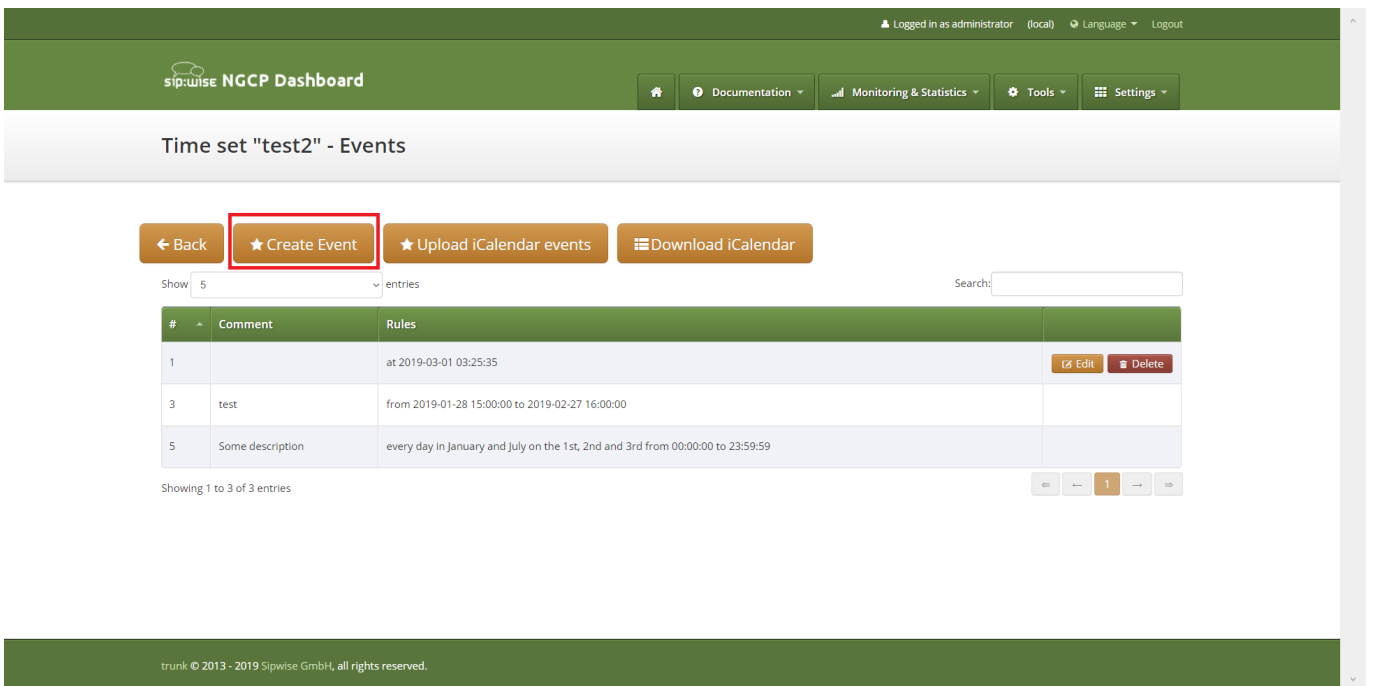 Logged in as administrator (local) Language Logout
sip:wise NGCP Dashboard
Documentation Monitoring & Statistics Tools Settings
Time set "test2" - Events
Back Create Event Upload iCalendar events Download iCalendar
Show 5 entries Search:
# Comment Rules
1 at 2019-03-01 03:25:35 Edit Delete
3 test from 2019-01-28 15:00:00 to 2019-02-27 16:00:00
5 Some description every day in January and July on the 1st, 2nd and 3rd from 00:00:00 to 23:59:59
Showing 1 to 3 of 3 entries ⇐ ← 1 → ⇒
trunk © 2013 - 2019 Sipwise GmbH, all rights reserved.